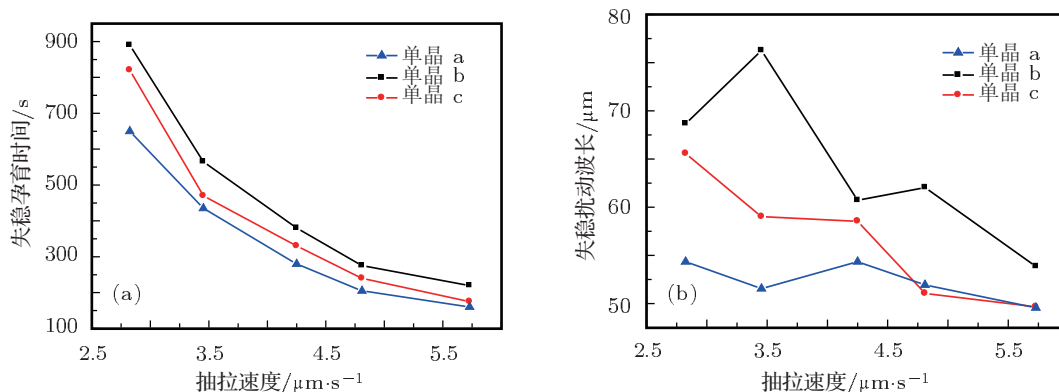 900
700
500
300
100
失稳孕育时间/s
单晶 a
单晶 b
单晶 c
(a)
2.5
3.5
4.5
5.5
抽拉速度/μm·s⁻¹
80
70
60
50
失稳扰动波长/μm
单晶 a
单晶 b
单晶 c
(b)
2.5
3.5
4.5
5.5
抽拉速度/μm·s⁻¹